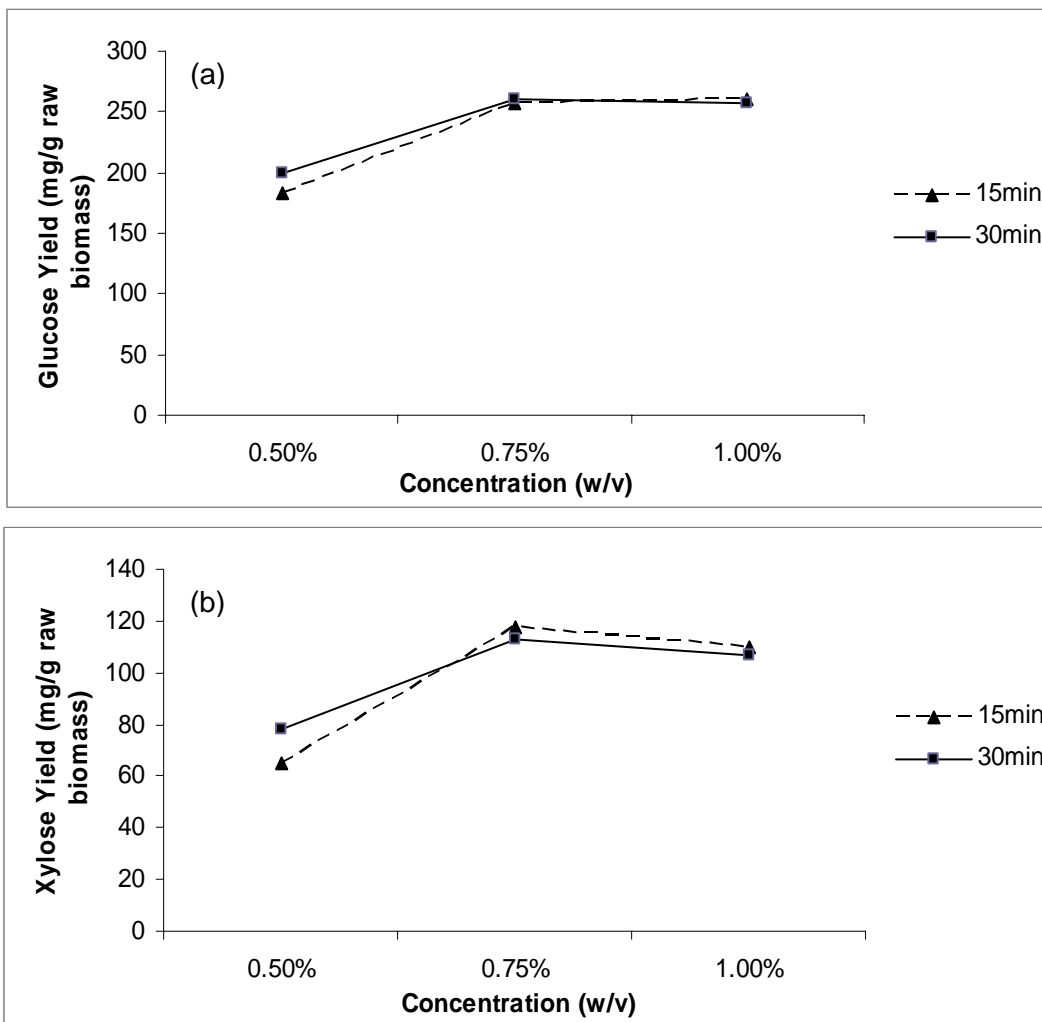 (a)
300
250
200
150
100
50
0
Glucose Yield (mg/g raw
biomass)
0.50% 0.75% 1.00%
Concentration (w/v)
15min
30min
(b)
140
120
100
80
60
40
20
0
Xylose Yield (mg/g raw
biomass)
0.50% 0.75% 1.00%
Concentration (w/v)
15min
30min